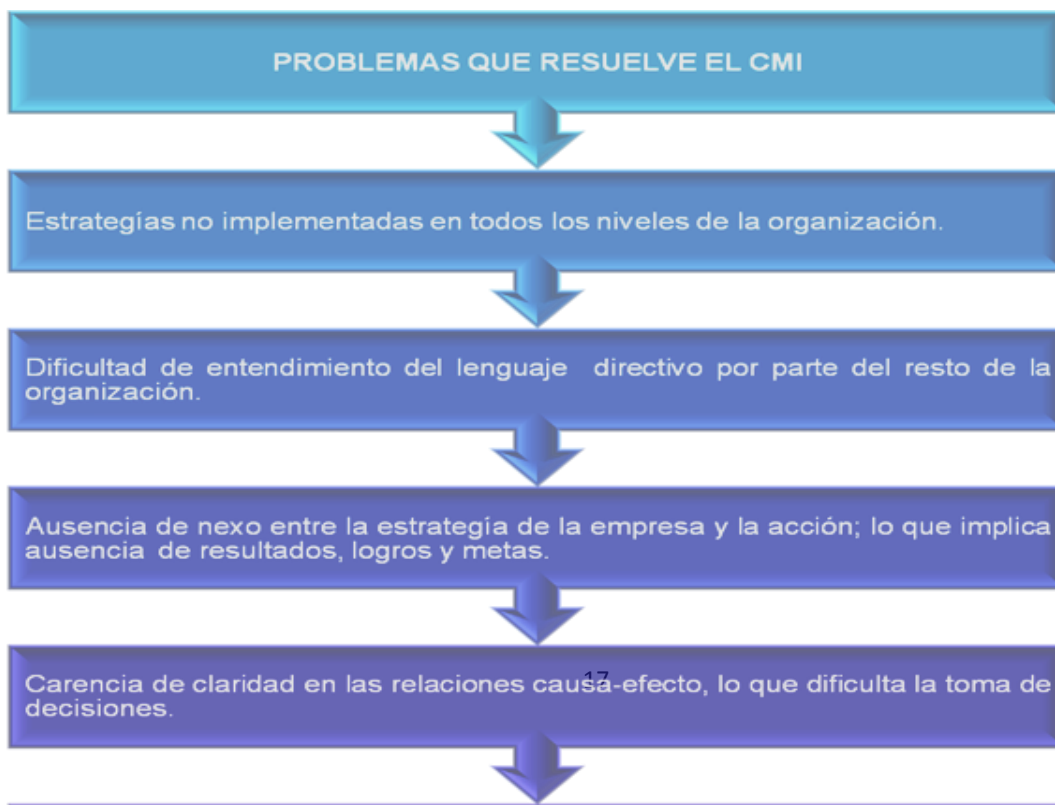 PROBLEMAS QUE RESUELVE EL CMI
Estrategías no implementadas en todos los niveles de la organización.
Dificultad de entendimiento del lenguaje directivo por parte del resto de la
organización.
Ausencia de nexo entre la estrategía de la empresa y la acción; lo que implica
ausencia de resultados, logros y metas.
Carencia de claridad en las relaciones causa-efecto, lo que dificulta la toma de
decisiones.
17